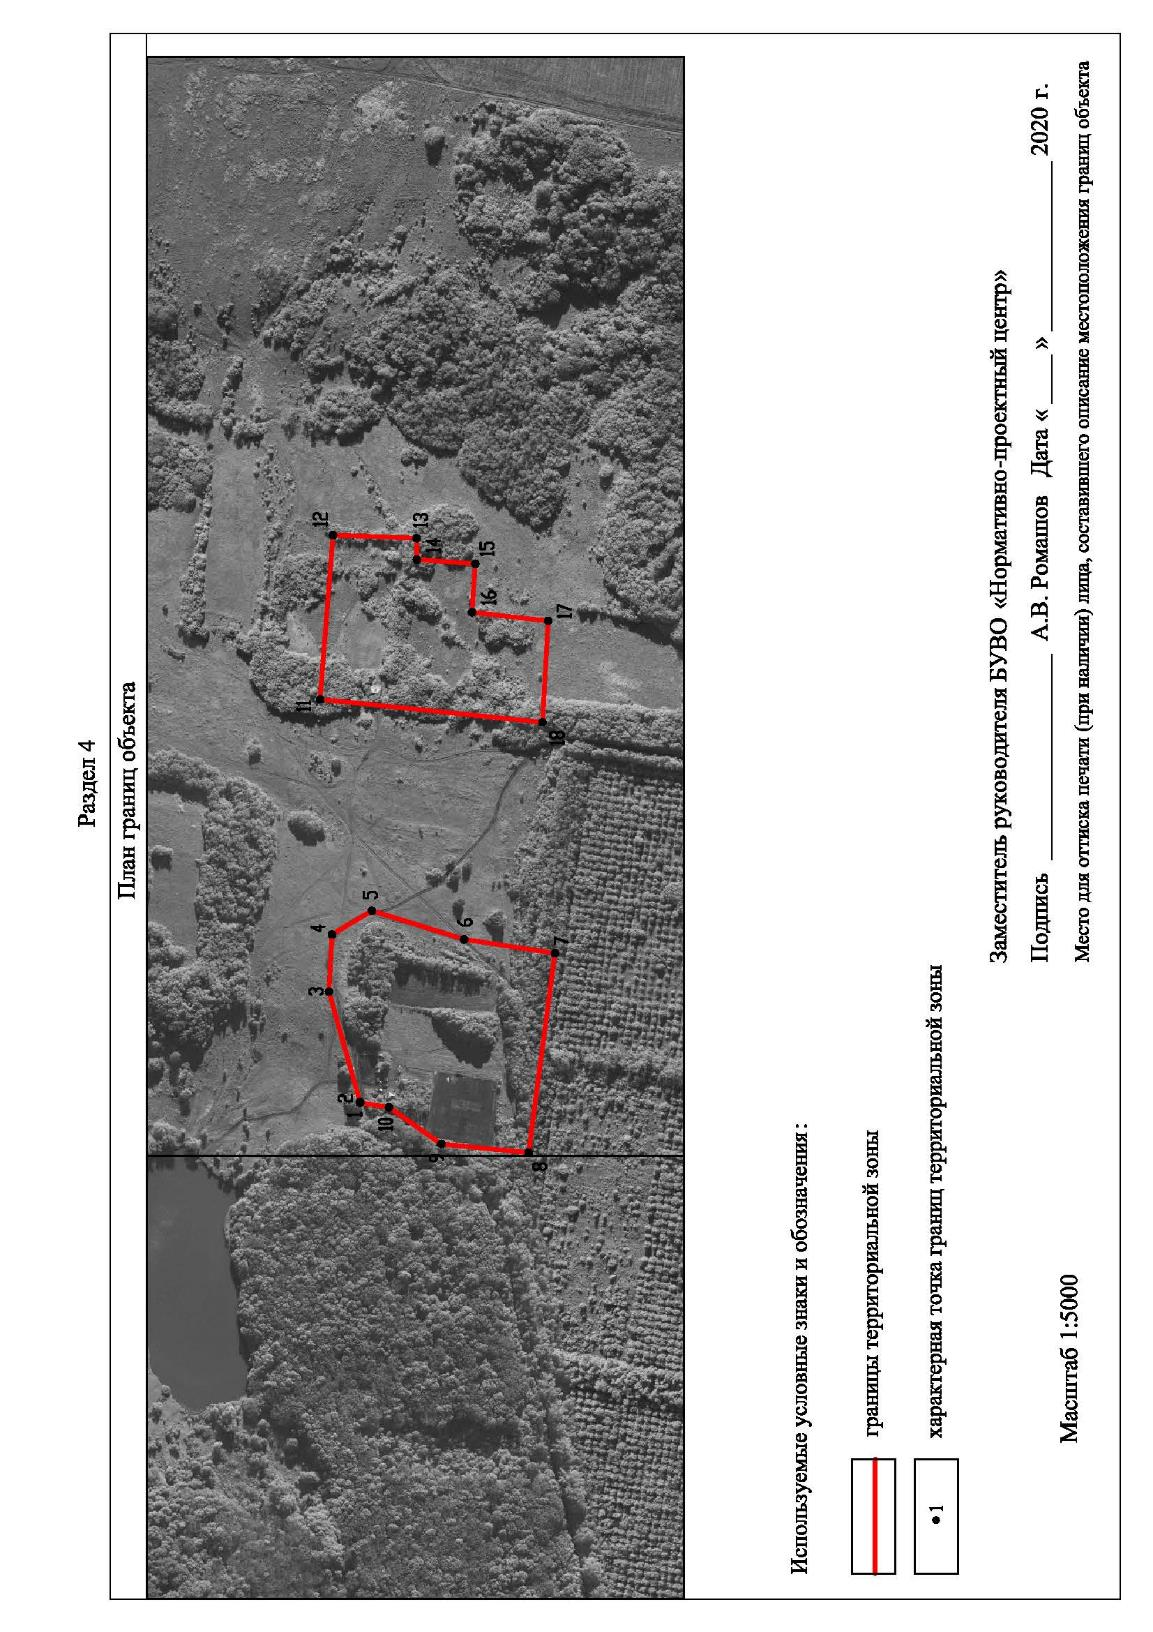 Раздел 4
План границ объекта
1
2
3
4
5
6
7
8
9
10
11
12
13
14
15
16
17
18
Используемые условные знаки и обозначения:
границы территориальной зоны
1
характерная точка границ территориальной зоны
Масштаб 1:5000
Заместитель руководителя БУВО «Нормативно-проектный центр»
Подпись ________________ А.В. Ромашов Дата «____» ______________ 2020 г.
Место для оттиска печати (при наличии) лица, составившего описание местоположения границ объекта